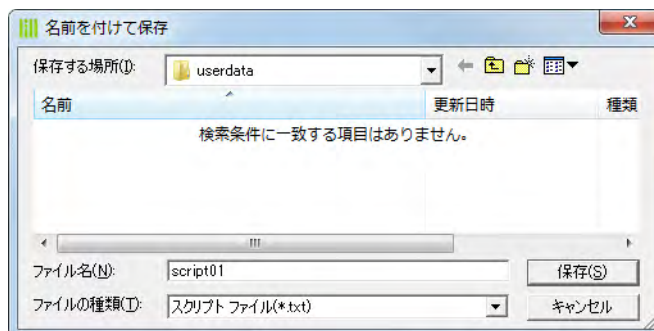 名前を付けて保存
保存する場所(I): userdata
名前 更新日時 種類
検索条件に一致する項目はありません。
ファイル名(N): script01 保存(S)
ファイルの種類(T): スクリプト ファイル(*.txt) キャンセル